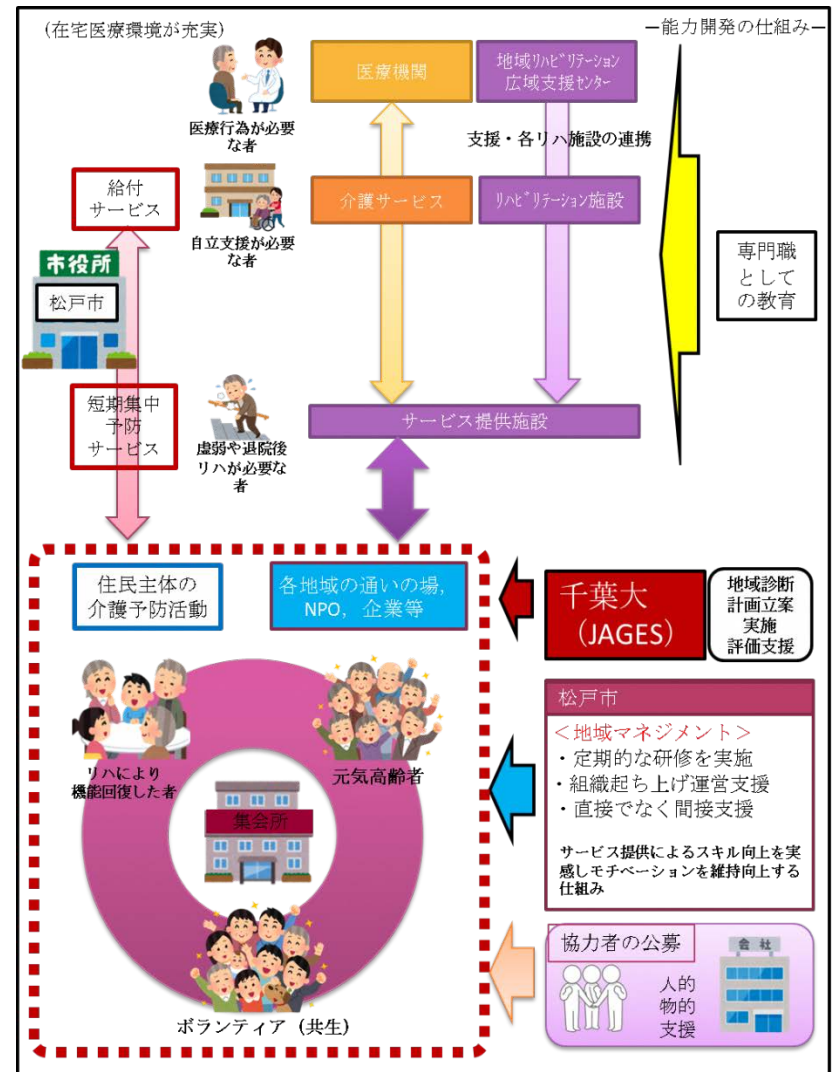 (在宅医療環境が充実)
―能力開発の仕組み―
医療機関
地域ﾘﾊﾋﾞﾘﾃｰｼｮﾝ
広域支援ｾﾝﾀｰ
医療行為が必要
な者
支援・各リハ施設の連携
給付
サービス
介護サービス
ﾘﾊﾋﾞﾘﾃｰｼｮﾝ施設
自立支援が必要
な者
専門職
として
の教育
市役所
松戸市
短期集中
予防
サービス
虚弱や退院後
リハが必要な
者
サービス提供施設
住民主体の
介護予防活動
各地域の通いの場,
NPO, 企業等
千葉大
(JAGES)
地域診断
計画立案
実施
評価支援
リハにより
機能回復した者
元気高齢者
集会所
ボランティア (共生)
松戸市
＜地域マネジメント＞
・定期的な研修を実施
・組織起ち上げ運営支援
・直接でなく間接支援
サービス提供によるスキル向上を実
感しモチベーションを維持向上する
仕組み
協力者の公募
会社
人的
物的
支援